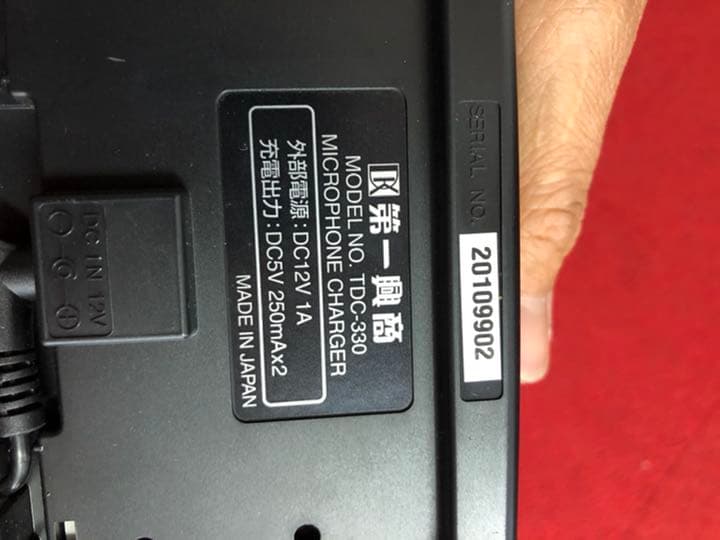 DK 第一興商
MODEL NO. TDC-330
MICROPHONE CHARGER
外部電源：DC12V 1A
充電出力：DC5V 250mAx2
MADE IN JAPAN
SERIAL NO.
20109902
DC IN 12V